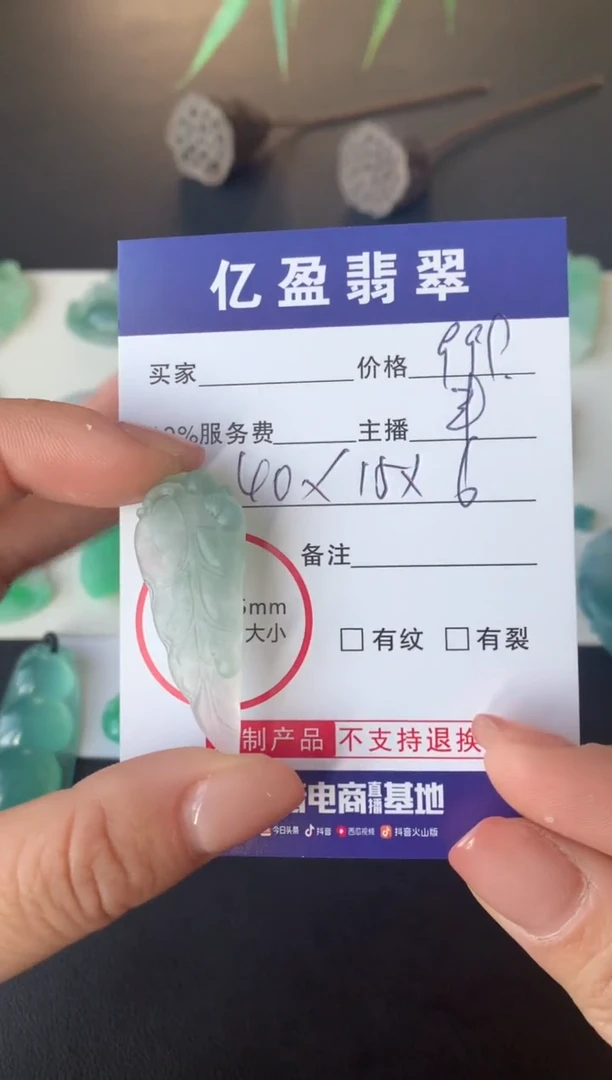 亿盈翡翠
买家 价格
%服务费 主播
40×15×6
备注
5mm
大小
□有纹 □有裂
制产品 不支持退换
电商直播基地
今日头条 抖音 西瓜视频 抖音火山版